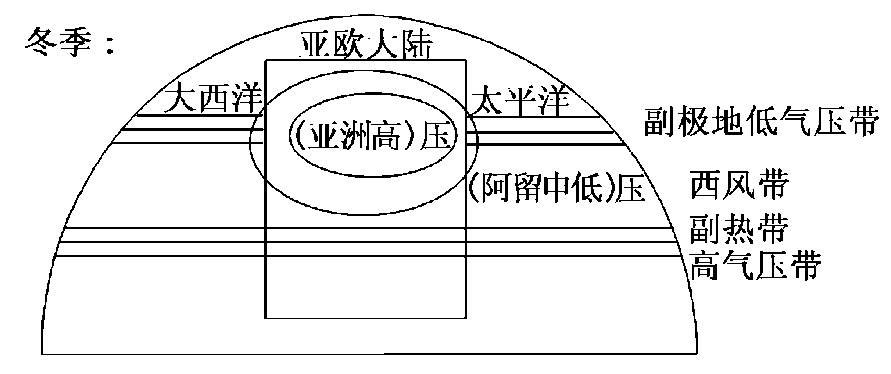 冬季：
亚欧大陆
大西洋
太平洋
(亚洲高)压
副极地低气压带
(阿留中低)压
西风带
副热带
高气压带